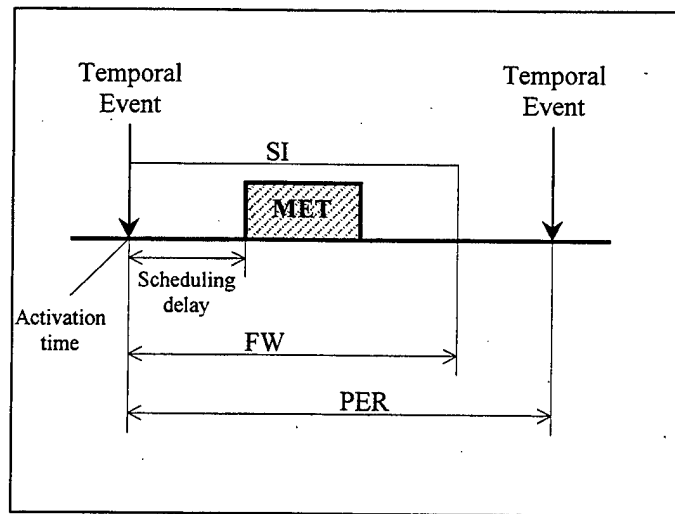 Temporal
Event
Temporal
Event
SI
MET
Scheduling
delay
Activation
time
FW
PER